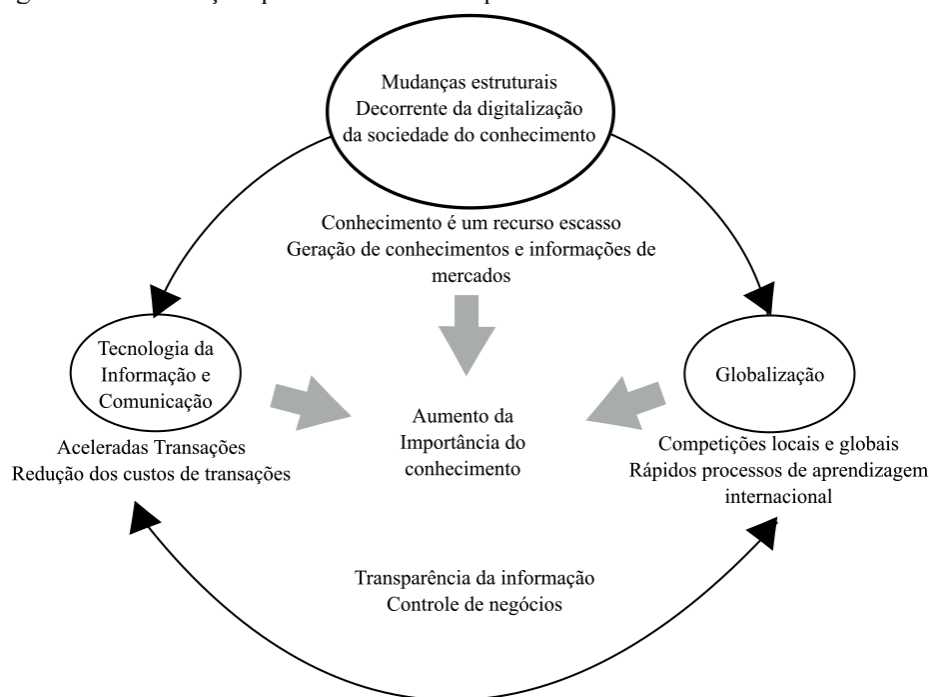 Mudanças estruturais
Decorrente da digitalização
da sociedade do conhecimento
Conhecimento é um recurso escasso
Geração de conhecimentos e informações de
mercados
Tecnologia da
Informação e
Comunicação
Globalização
Aumento da
Importância do
conhecimento
Aceleradas Transações
Redução dos custos de transações
Competições locais e globais
Rápidos processos de aprendizagem
internacional
Transparência da informação
Controle de negócios